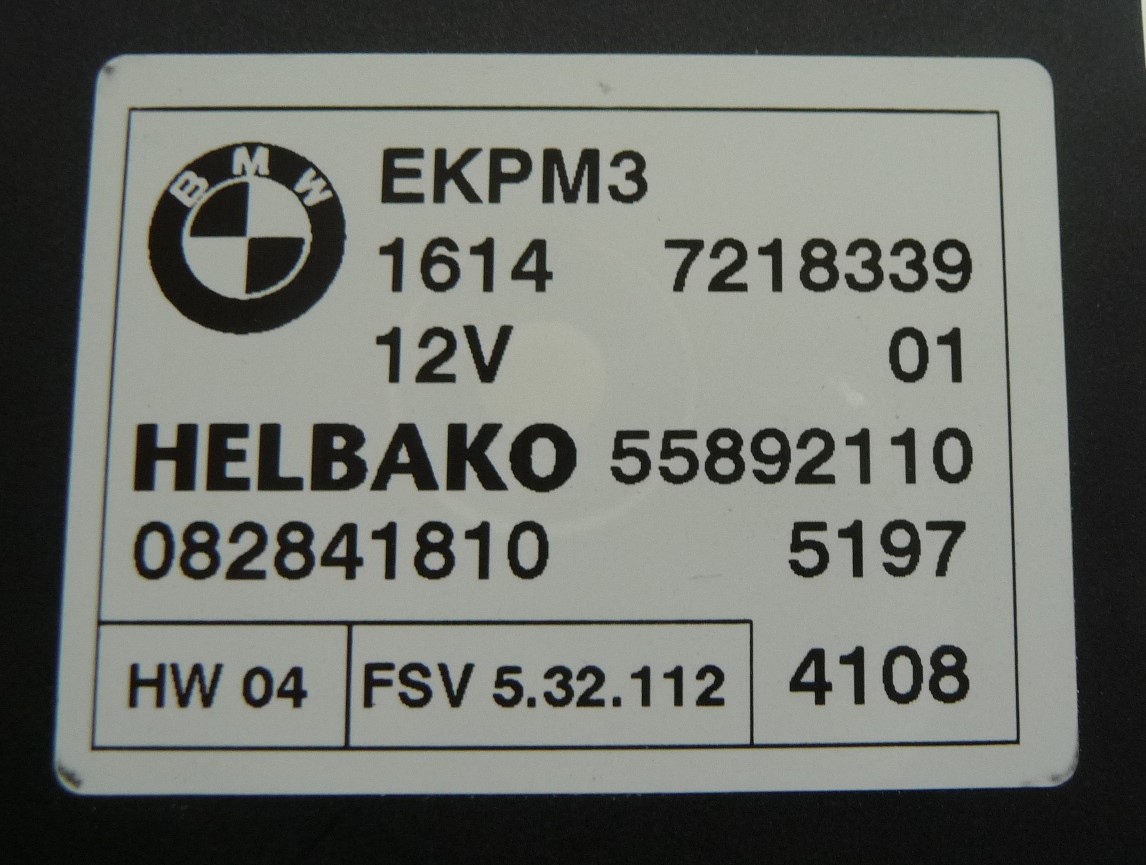 BMW
EKPM3
1614 7218339
12V 01
HELBAKO 55892110
082841810 5197
HW 04 FSV 5.32.112 4108